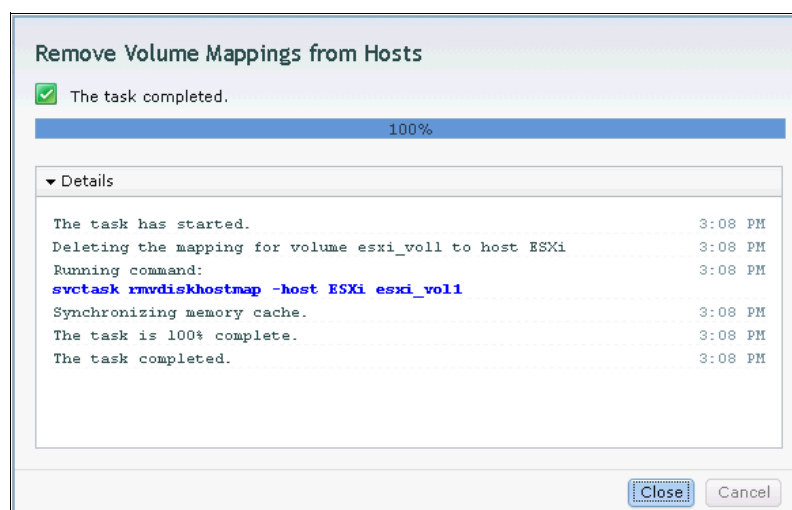 Remove Volume Mappings from Hosts
The task completed.
100%
Details
The task has started. 3:08 PM
Deleting the mapping for volume esxi_vol1 to host ESXi 3:08 PM
Running command: 3:08 PM
svctask rmvdiskhostmap -host ESXi esxi_vol1
Synchronizing memory cache. 3:08 PM
The task is 100% complete. 3:08 PM
The task completed. 3:08 PM
Close Cancel